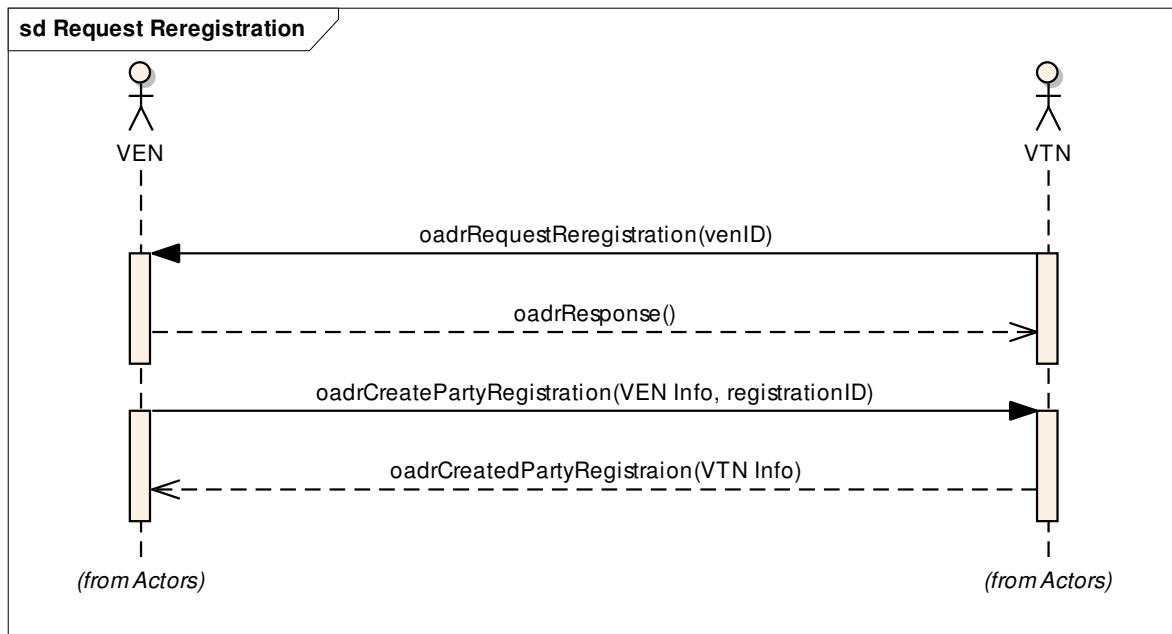 sd Request Reregistration
VEN
VTN
oadrRequestReregistration(venID)
oadrResponse()
oadrCreatePartyRegistration(VEN Info, registrationID)
oadrCreatedPartyRegistraion(VTN Info)
(from Actors)
(from Actors)